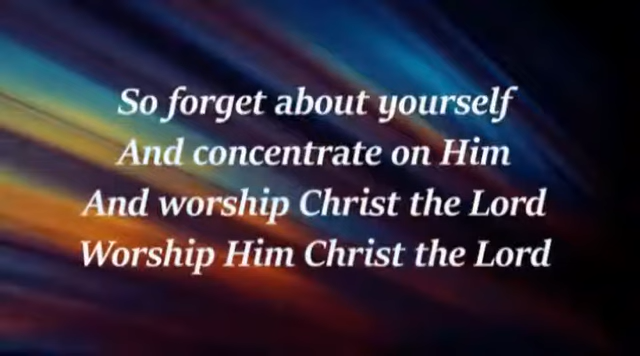 So forget about yourself
And concentrate on Him
And worship Christ the Lord
Worship Him Christ the Lord